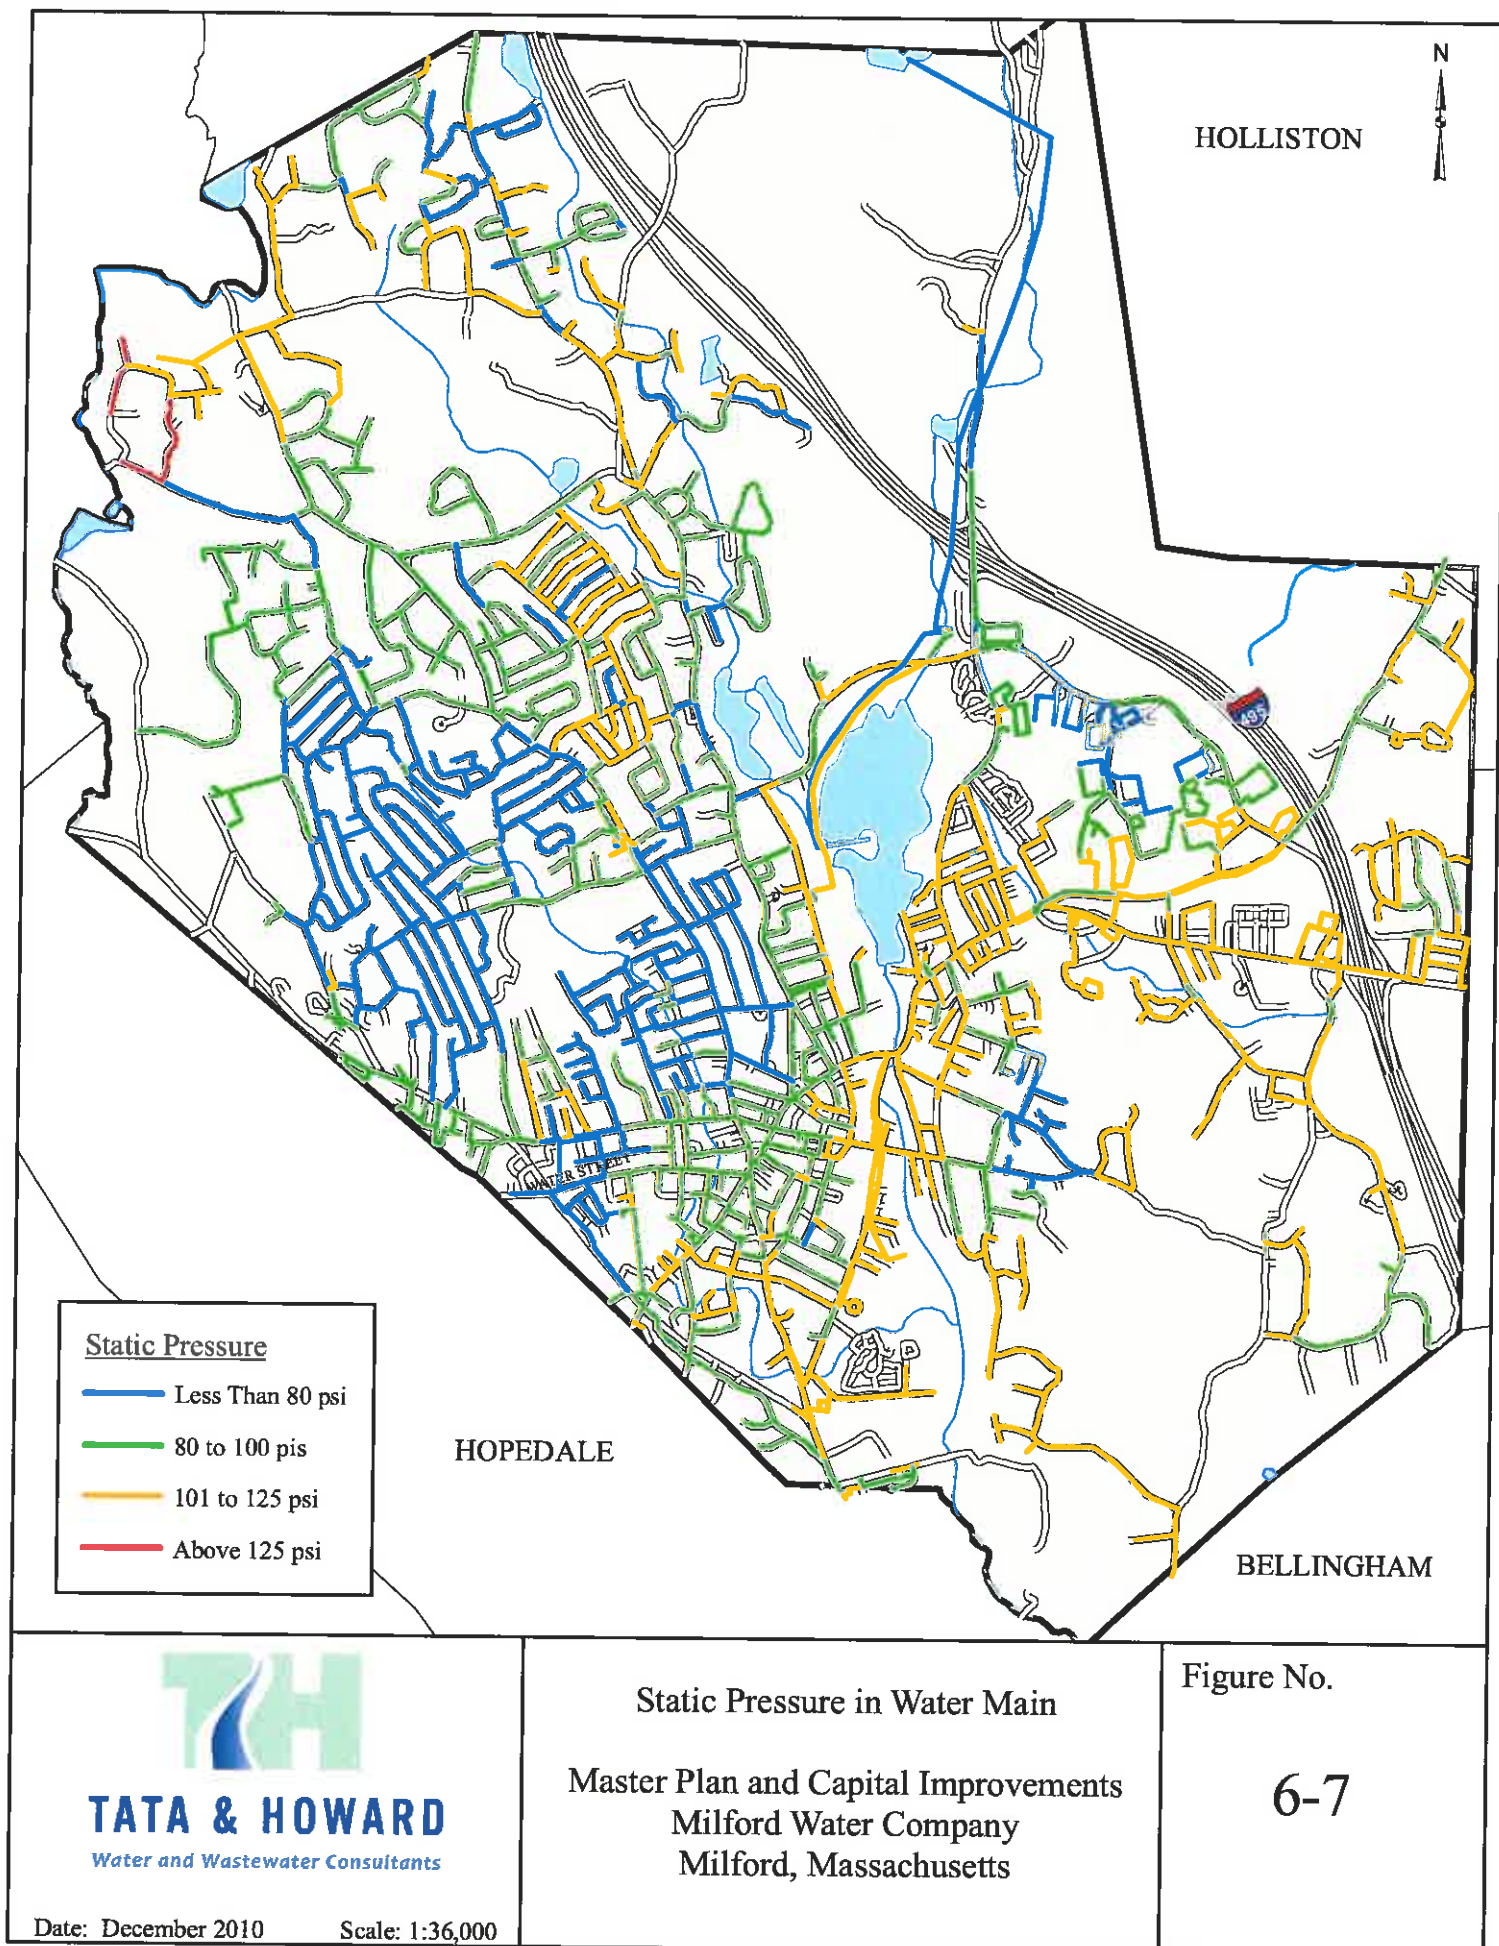 N
HOLLISTON
495
WATER STREET
Static Pressure
Less Than 80 psi
80 to 100 pis
101 to 125 psi
Above 125 psi
HOPEDALE
BELLINGHAM
TH
TATA & HOWARD
Water and Wastewater Consultants
Date: December 2010 Scale: 1:36,000
Static Pressure in Water Main
Master Plan and Capital Improvements
Milford Water Company
Milford, Massachusetts
Figure No.
6-7